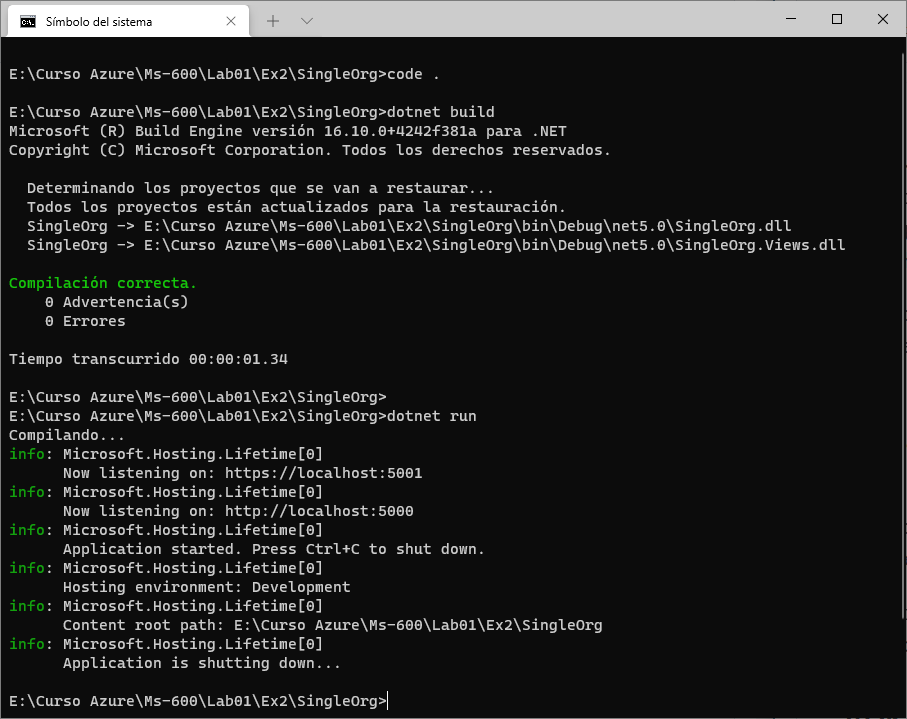 Símbolo del sistema
E:\Curso Azure\Ms-600\Lab01\Ex2\SingleOrg>code .
E:\Curso Azure\Ms-600\Lab01\Ex2\SingleOrg>dotnet build
Microsoft (R) Build Engine versión 16.10.0+4242f381a para .NET
Copyright (C) Microsoft Corporation. Todos los derechos reservados.
Determinando los proyectos que se van a restaurar...
Todos los proyectos están actualizados para la restauración.
SingleOrg -> E:\Curso Azure\Ms-600\Lab01\Ex2\SingleOrg\bin\Debug\net5.0\SingleOrg.dll
SingleOrg -> E:\Curso Azure\Ms-600\Lab01\Ex2\SingleOrg\bin\Debug\net5.0\SingleOrg.Views.dll
Compilación correcta.
0 Advertencia(s)
0 Errores
Tiempo transcurrido 00:00:01.34
E:\Curso Azure\Ms-600\Lab01\Ex2\SingleOrg>
E:\Curso Azure\Ms-600\Lab01\Ex2\SingleOrg>dotnet run
Compilando...
info: Microsoft.Hosting.Lifetime[0]
Now listening on: https://localhost:5001
info: Microsoft.Hosting.Lifetime[0]
Now listening on: http://localhost:5000
info: Microsoft.Hosting.Lifetime[0]
Application started. Press Ctrl+C to shut down.
info: Microsoft.Hosting.Lifetime[0]
Hosting environment: Development
info: Microsoft.Hosting.Lifetime[0]
Content root path: E:\Curso Azure\Ms-600\Lab01\Ex2\SingleOrg
info: Microsoft.Hosting.Lifetime[0]
Application is shutting down...
E:\Curso Azure\Ms-600\Lab01\Ex2\SingleOrg>